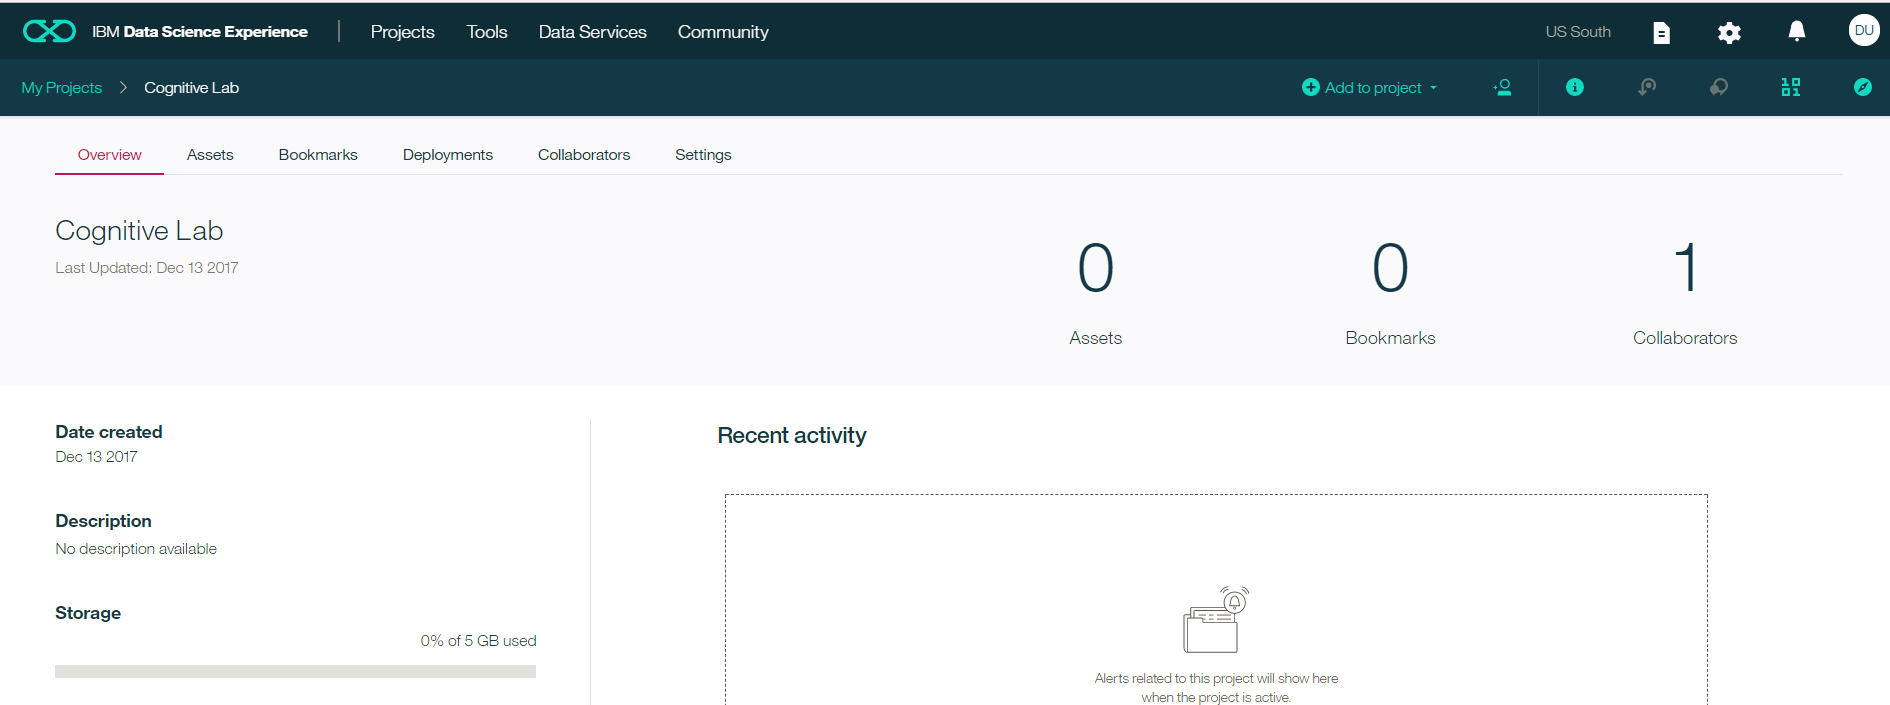 IBM Data Science Experience Projects Tools Data Services Community US South DU
My Projects Cognitive Lab Add to project
Overview Assets Bookmarks Deployments Collaborators Settings
Cognitive Lab
Last Updated: Dec 13 2017
0 0 1
Assets Bookmarks Collaborators
Date created
Dec 13 2017
Description
No description available
Storage
0% of 5 GB used
Recent activity
Alerts related to this project will show here
when the project is active.